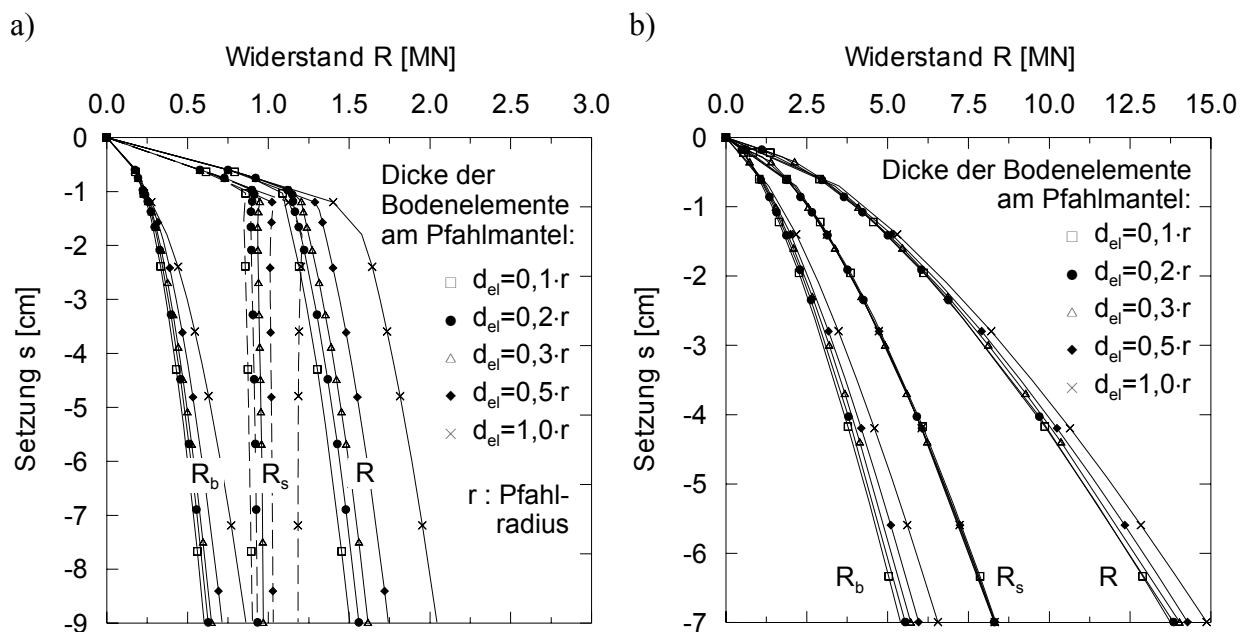 a)
Widerstand R [MN]
0.0 0.5 1.0 1.5 2.0 2.5 3.0
0
-1
-2
-3
-4
-5
-6
-7
-8
-9
Setzung s [cm]
Dicke der
Bodenelemente
am Pfahlmantel:
d_el=0,1·r
d_el=0,2·r
d_el=0,3·r
d_el=0,5·r
d_el=1,0·r
R_b R_s R
r : Pfahl-
radius
b)
Widerstand R [MN]
0.0 2.5 5.0 7.5 10.0 12.5 15.0
0
-1
-2
-3
-4
-5
-6
-7
Setzung s [cm]
Dicke der Bodenelemente
am Pfahlmantel:
d_el=0,1·r
d_el=0,2·r
d_el=0,3·r
d_el=0,5·r
d_el=1,0·r
R_b R_s R